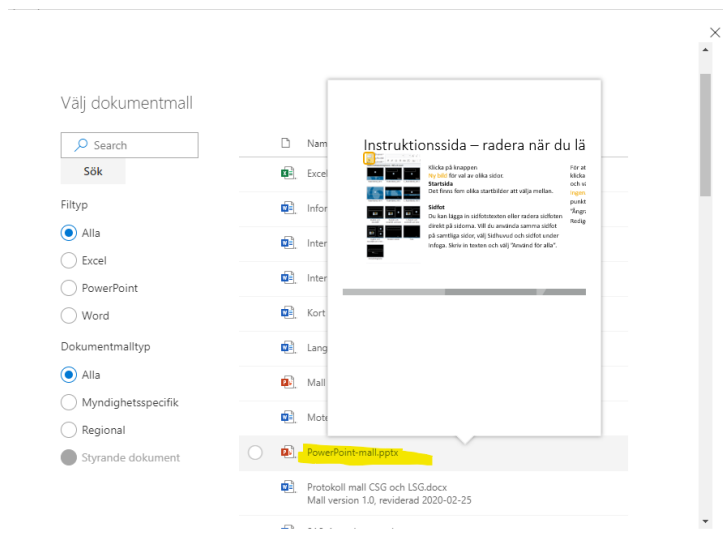 Välj dokumentmall
Search
Sök
Filtyp
Alla
Excel
PowerPoint
Word
Dokumentmalltyp
Alla
Myndighetsspecifik
Regional
Styrande dokument
Nam
Excel
Infor
Inter
Inter
Kort
Lang
Mall
Mote
PowerPoint-mall.pptx
Protokoll mall CSG och LSG.docx
Mall version 1.0, reviderad 2020-02-25
Instruktionssida – radera när du lä
Klicka på knappen
Ny bild för val av olika sidor.
Startsida
Det finns fem olika startbilder att välja mellan.
Sidfot
Du kan lägga in sidfotstexten eller radera sidfoten
direkt på sidorna. Vill du använda samma sidfot
på samtliga sidor, välj Sidhuvud och sidfot under
Infoga. Skriv in texten och välj "Använd för alla".
För at
klicka
och vä
punkt
"Ångra
Redig